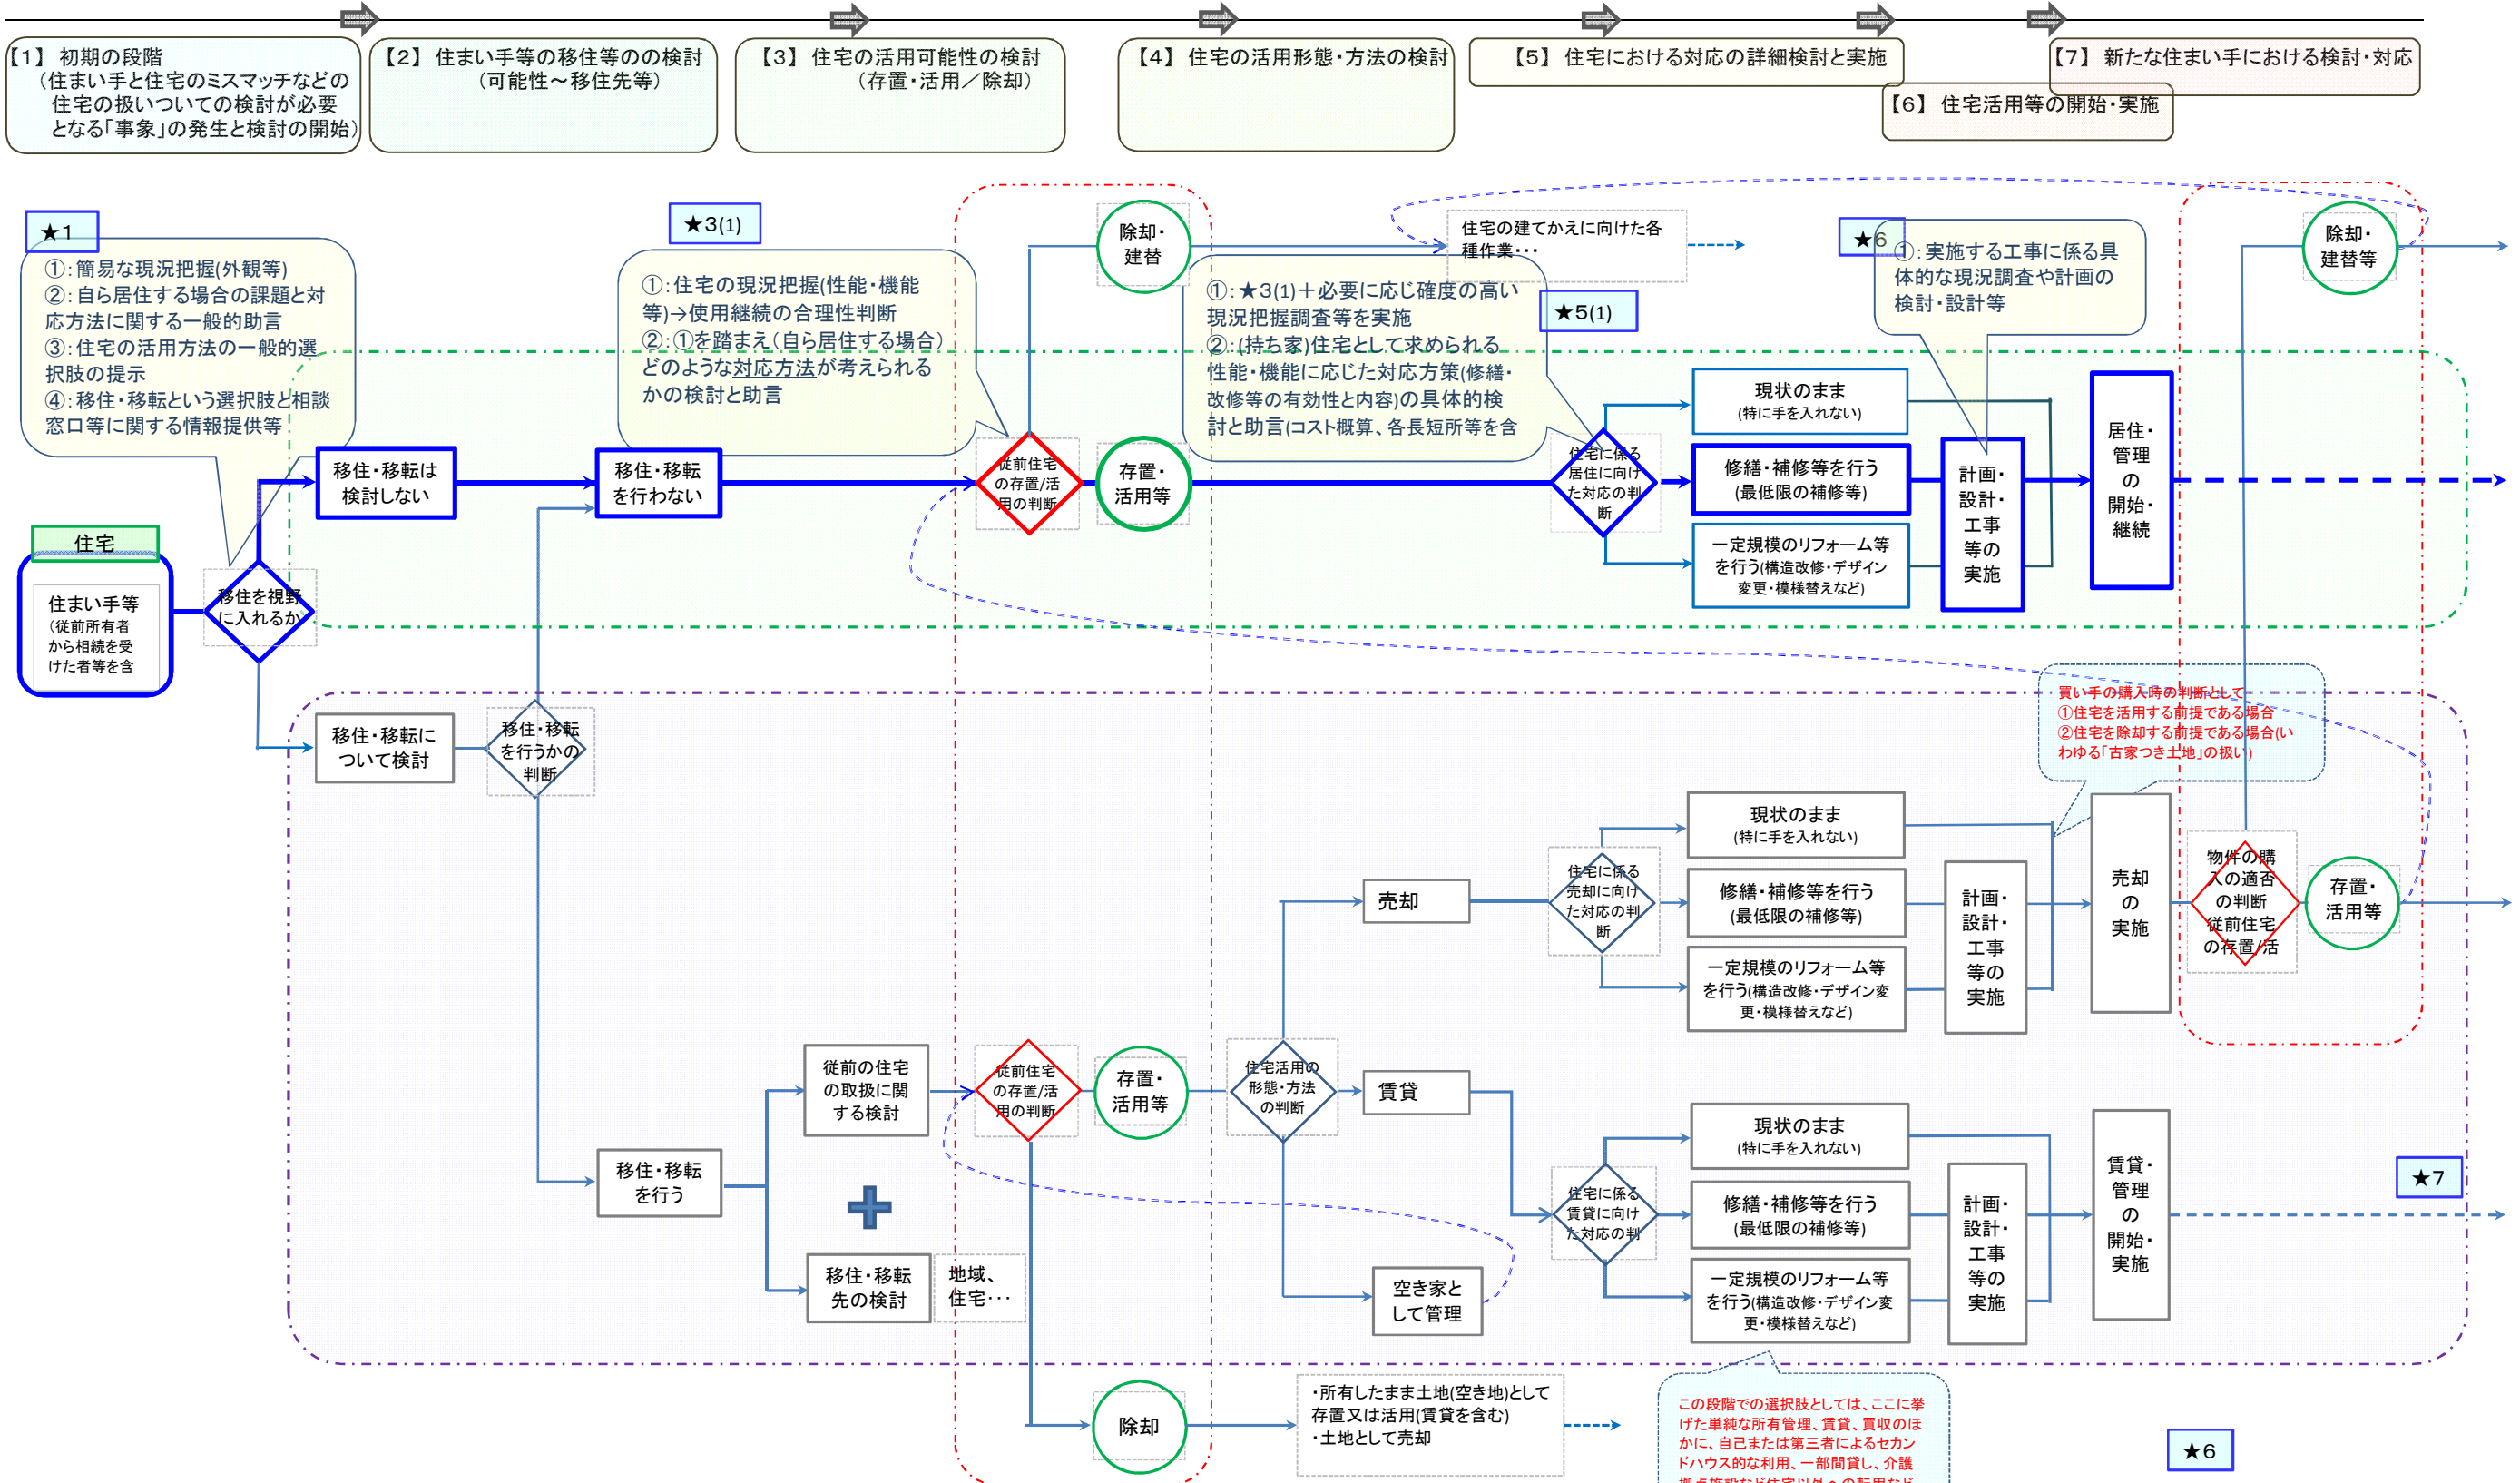 【1】 初期の段階
（住まい手と住宅のミスマッチなどの
住宅の扱いついての検討が必要
となる「事象」の発生と検討の開始）
【2】 住まい手等の移住等のの検討
（可能性～移住先等）
【3】 住宅の活用可能性の検討
（存置・活用／除却）
【4】 住宅の活用形態・方法の検討
【5】 住宅における対応の詳細検討と実施
【6】 住宅活用等の開始・実施
【7】 新たな住まい手における検討・対応
★1
①：簡易な現況把握(外観等)
②：自ら居住する場合の課題と対
応方法に関する一般的助言
③：住宅の活用方法の一般的選
択肢の提示
④：移住・移転という選択肢と相談
窓口等に関する情報提供等
★3(1)
①：住宅の現況把握(性能・機能
等)→使用継続の合理性判断
②：①を踏まえ（自ら居住する場合）
どのような対応方法が考えられる
かの検討と助言
除却・
建替
住宅の建てかえに向けた各
種作業・・・
①：★3(1)＋必要に応じ確度の高い
現況把握調査等を実施
②：(持ち家)住宅として求められる
性能・機能に応じた対応方策(修繕・
改修等の有効性と内容)の具体的検
討と助言(コスト概算、各長短所等を含
★5(1)
★6
①：実施する工事に係る具
体的な現況調査や計画の
検討・設計等
除却・
建替等
住宅
住まい手等
（従前所有者
から相続を受
けた者等を含
移住を視野
に入れるか
移住・移転は
検討しない
移住・移転
を行わない
従前住宅
の存置/活
用の判断
存置・
活用等
住宅に係る
居住に向け
た対応の判
断
現状のまま
(特に手を入れない)
修繕・補修等を行う
(最低限の補修等)
一定規模のリフォーム等
を行う(構造改修・デザイン
変更・模様替えなど)
計画・
設計・
工事
等の
実施
居住・
管理
の
開始・
継続
移住・移転に
ついて検討
移住・移転
を行うかの
判断
買い手の購入時の判断として
①住宅を活用する前提である場合
②住宅を除却する前提である場合(い
わゆる「古家つき土地」の扱い)
売却
住宅に係る
売却に向け
た対応の判
断
現状のまま
(特に手を入れない)
修繕・補修等を行う
(最低限の補修等)
一定規模のリフォーム等
を行う(構造改修・デザイン変
更・模様替えなど)
計画・
設計・
工事
等の
実施
売却
の
実施
物件の購
入の適否
の判断
従前住宅
の存置/活
存置・
活用等
移住・移転
を行う
従前の住宅
の取扱に関
する検討
移住・移転
先の検討
地域、
住宅・・・
従前住宅
の存置/活
用の判断
存置・
活用等
住宅活用の
形態・方法
の判断
賃貸
空き家と
して管理
住宅に係る
賃貸に向け
た対応の判
現状のまま
(特に手を入れない)
修繕・補修等を行う
(最低限の補修等)
一定規模のリフォーム等
を行う(構造改修・デザイン変
更・模様替えなど)
計画・
設計・
工事
等の
実施
賃貸・
管理
の
開始・
実施
★7
除却
・所有したまま土地(空き地)として
存置又は活用(賃貸を含む)
・土地として売却
この段階での選択肢としては、ここに挙
げた単純な所有管理、賃貸、買収のほ
かに、自己または第三者によるセカン
ドハウス的な利用、一部間貸し、介護
拠点施設など住宅以外への転用など
★6